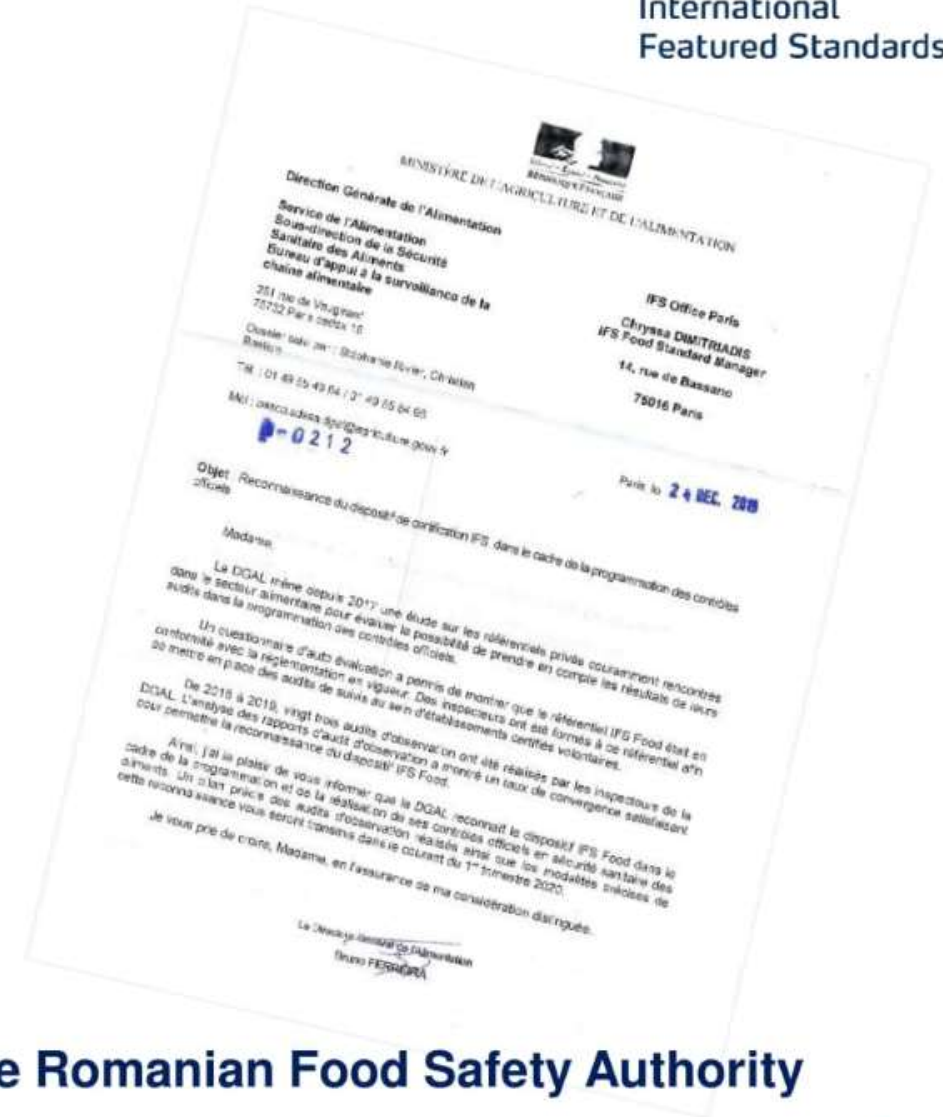 International
Featured Standards
MINISTÈRE DE L'AGRICULTURE ET DE L'ALIMENTATION
Direction Générale de l'Alimentation
Service de l'Alimentation
Sous-direction de la Sécurité
Sanitaire des Aliments
Bureau d'appui à la surveillance de la
chaîne alimentaire
251 rue de Vaugirard
75732 Paris cedex 15
Dossier suivi par : Stéphanie Rivier, Christian
IFS Office Paris
Chryssa DIMITRIADIS
IFS Food Standard Manager
14, rue de Bassano
75016 Paris
0212
Paris, le 24 DEC. 2019
Objet Reconnaissance du dispositif de certification IFS dans le cadre de la programmation des contrôles
officiels
Madame,
La DGAL mène depuis 2017 une étude sur les référentiels privés couramment rencontrés
dans le secteur alimentaire pour évaluer la possibilité de prendre en compte les résultats de leurs
audits dans la programmation des contrôles officiels.
Un questionnaire d'auto évaluation a permis de montrer que le référentiel IFS Food était en
conformité avec la réglementation en vigueur. Des inspecteurs ont été formés à ce référentiel afin
de mettre en place des audits de suivis au sein d'établissements certifiés volontaires.
De 2018 à 2019, vingt trois audits d'observation ont été réalisés par les inspecteurs de la
DGAL. L'analyse des rapports d'audit d'observation a montré un taux de convergence satisfaisant
pour permettre la reconnaissance du dispositif IFS Food.
Ainsi, j'ai le plaisir de vous informer que la DGAL reconnaît le dispositif IFS Food dans le
cadre de la programmation et de la réalisation de ses contrôles officiels en sécurité sanitaire des
aliments. Un bilan précis des audits d'observation réalisés ainsi que les modalités précises de
cette reconnaissance vous seront transmis dans le courant du 1er trimestre 2020.
Je vous prie de croire, Madame, en l'assurance de ma considération distinguée.
Bruno FERREIRA
e Romanian Food Safety Authority